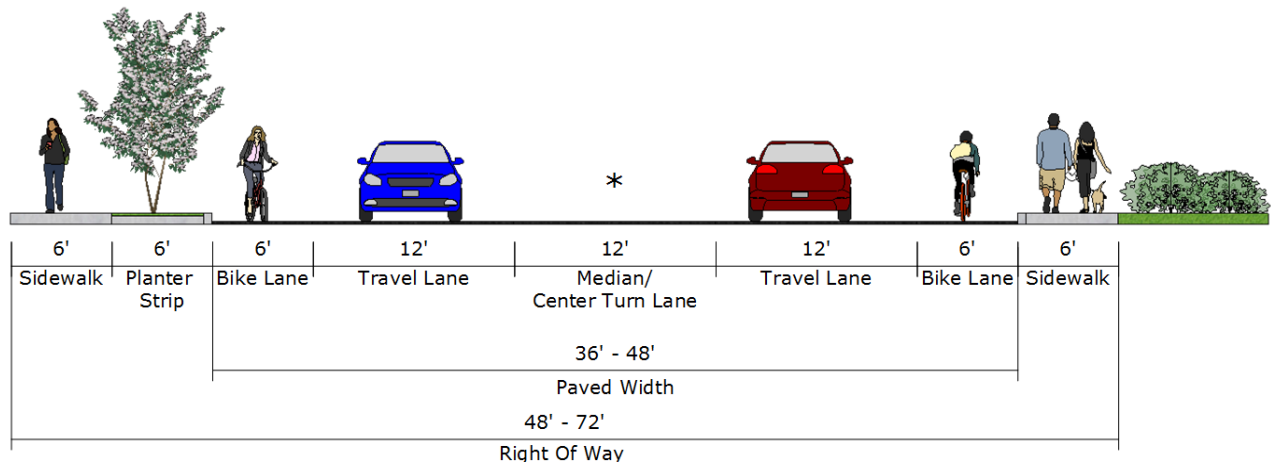 *
6' 6' 6' 12' 12' 12' 6' 6'
Sidewalk Planter Bike Lane Travel Lane Median/ Travel Lane Bike Lane Sidewalk
Strip Center Turn Lane
36' - 48'
Paved Width
48' - 72'
Right Of Way